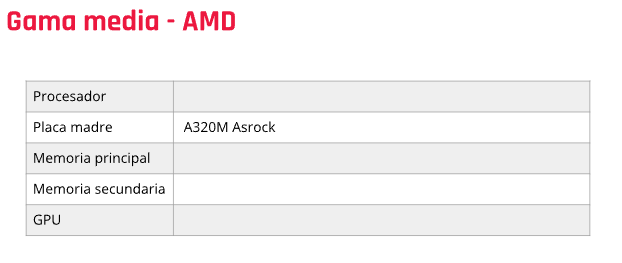 Gama media - AMD
Procesador
Placa madre A320M Asrock
Memoria principal
Memoria secundaria
GPU